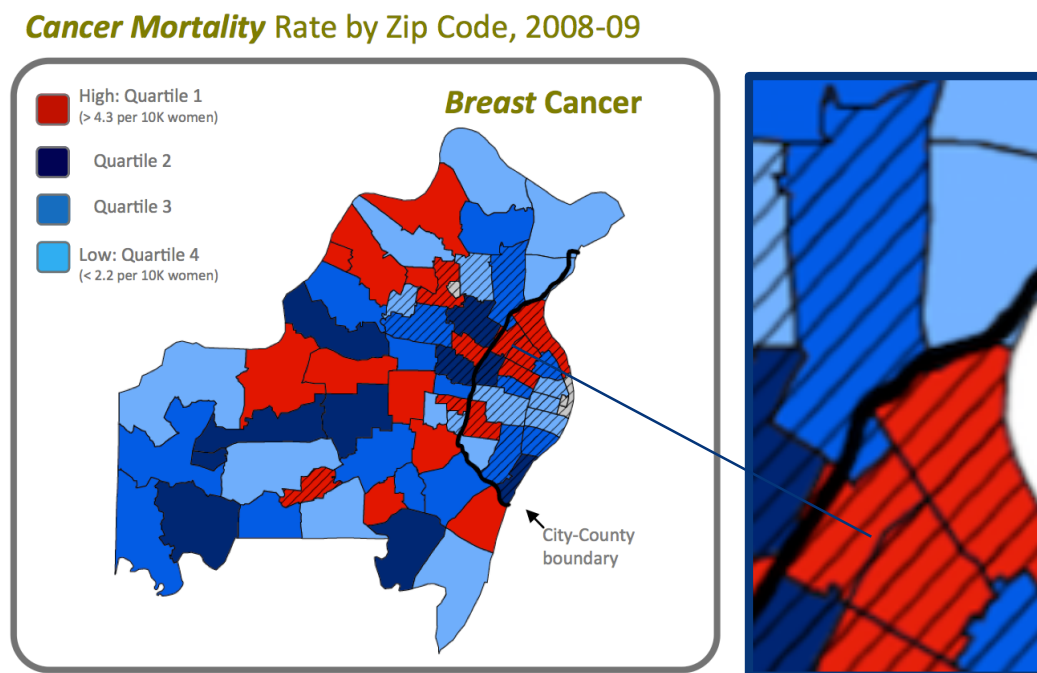 Cancer Mortality Rate by Zip Code, 2008-09
High: Quartile 1
(> 4.3 per 10K women)
Quartile 2
Quartile 3
Low: Quartile 4
(< 2.2 per 10K women)
Breast Cancer
City-County
boundary